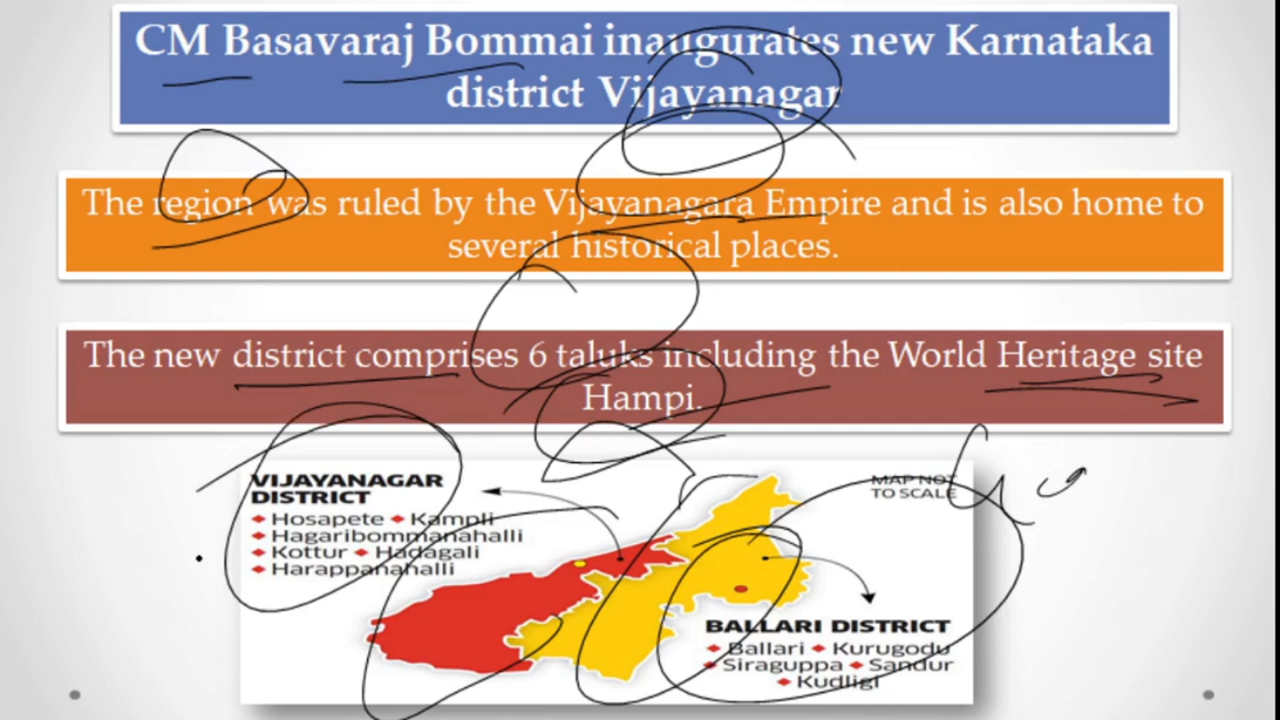 CM Basavaraj Bommai inaugurates new Karnataka
district Vijayanagar
The region was ruled by the Vijayanagara Empire and is also home to
several historical places.
The new district comprises 6 taluks including the World Heritage site
Hampi.
VIJAYANAGAR
DISTRICT
Hosapete Kampli
Hagaribommanahalli
Kottur Hadagali
Harappanahalli
MAP NOT
TO SCALE
BALLARI DISTRICT
Ballari Kurugodu
Siraguppa Sandur
Kudligi